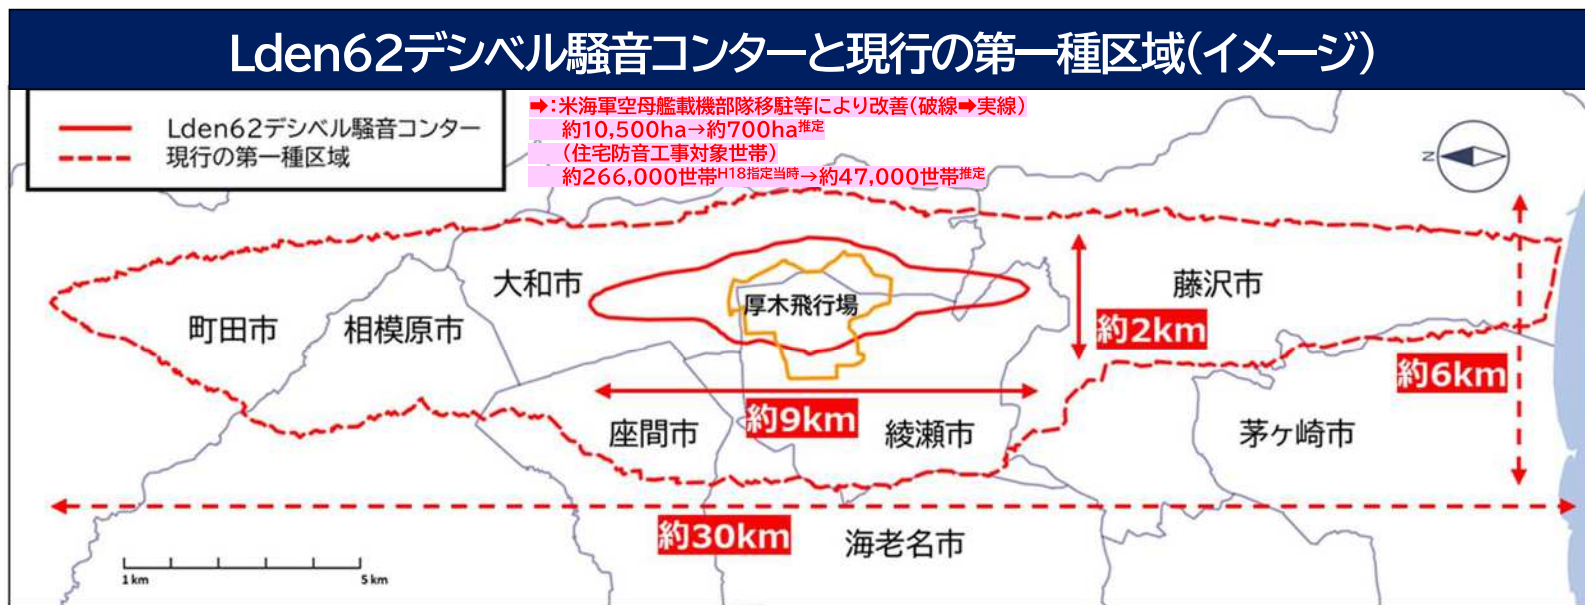 Lden62デシベル騒音コンターと現行の第一種区域(イメージ)
Lden62デシベル騒音コンター
現行の第一種区域
➡:米海軍空母艦載機部隊移駐等により改善(破線➡実線)
約10,500ha→約700ha推定
(住宅防音工事対象世帯)
約266,000世帯H18指定当時→約47,000世帯推定
N
大和市
藤沢市
厚木飛行場
町田市
相模原市
約2km
約6km
約9km
座間市
綾瀬市
茅ヶ崎市
約30km
海老名市
1 km
5 km